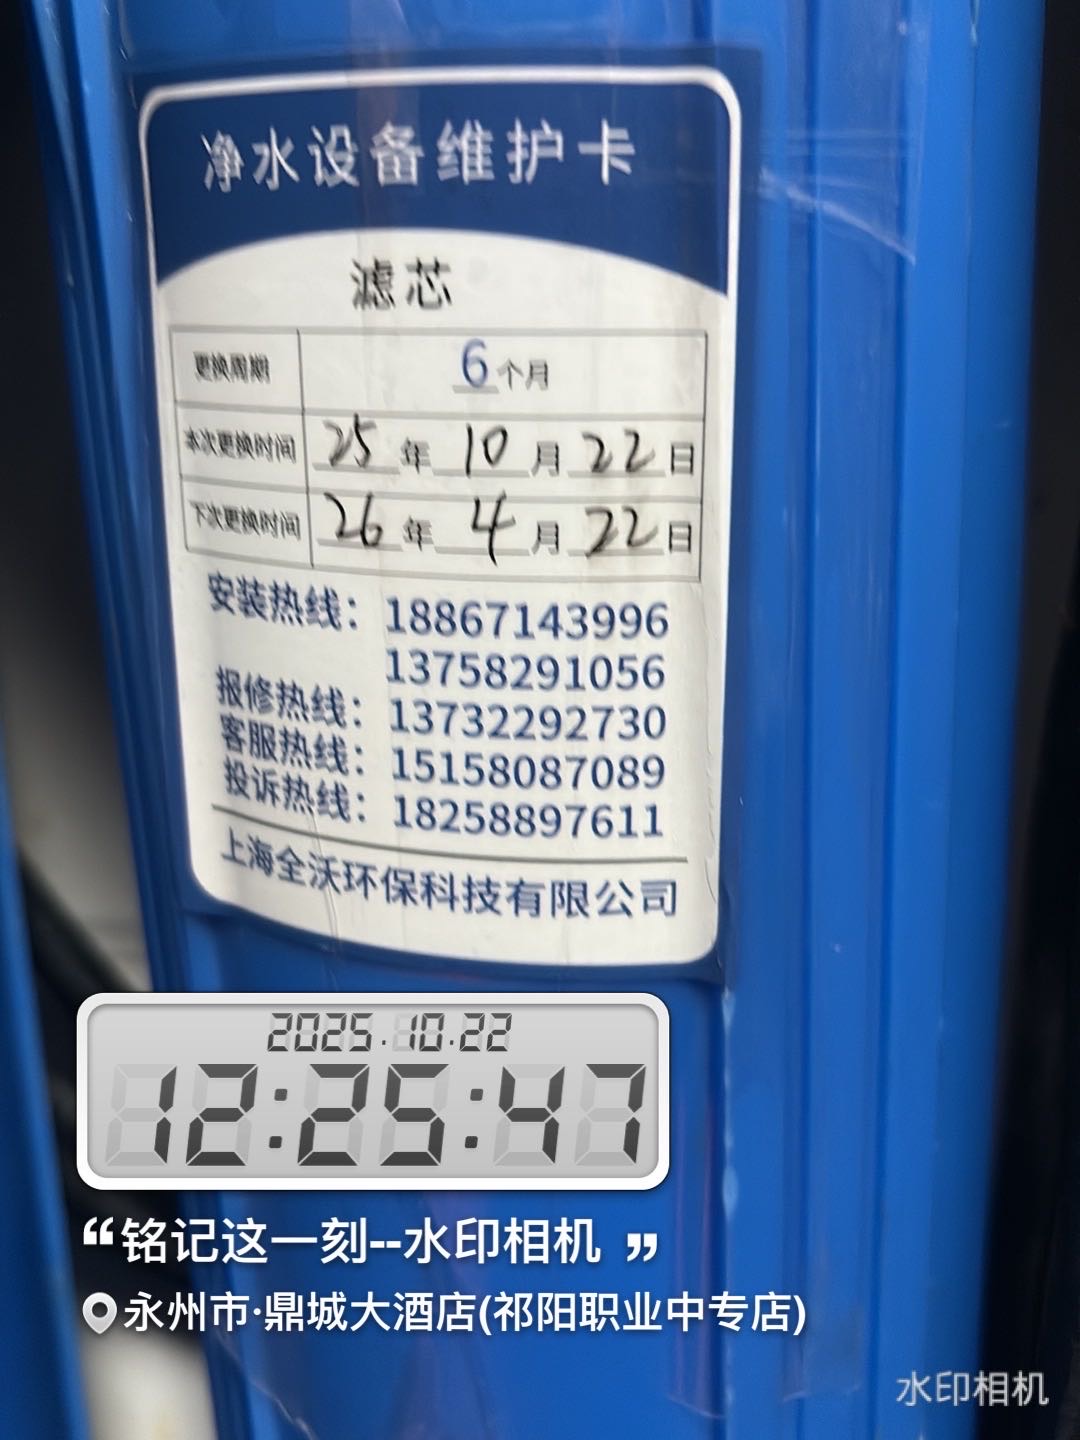 净水设备维护卡
滤芯
更换周期 6个月
本次更换时间 25年10月22日
下次更换时间 26年4月22日
安装热线：18867143996
13758291056
报修热线：13732292730
客服热线：15158087089
投诉热线：18258897611
上海全沃环保科技有限公司
2025.10.22
12:25:47
“铭记这一刻--水印相机 ”
永州市·鼎城大酒店(祁阳职业中专店)
水印相机